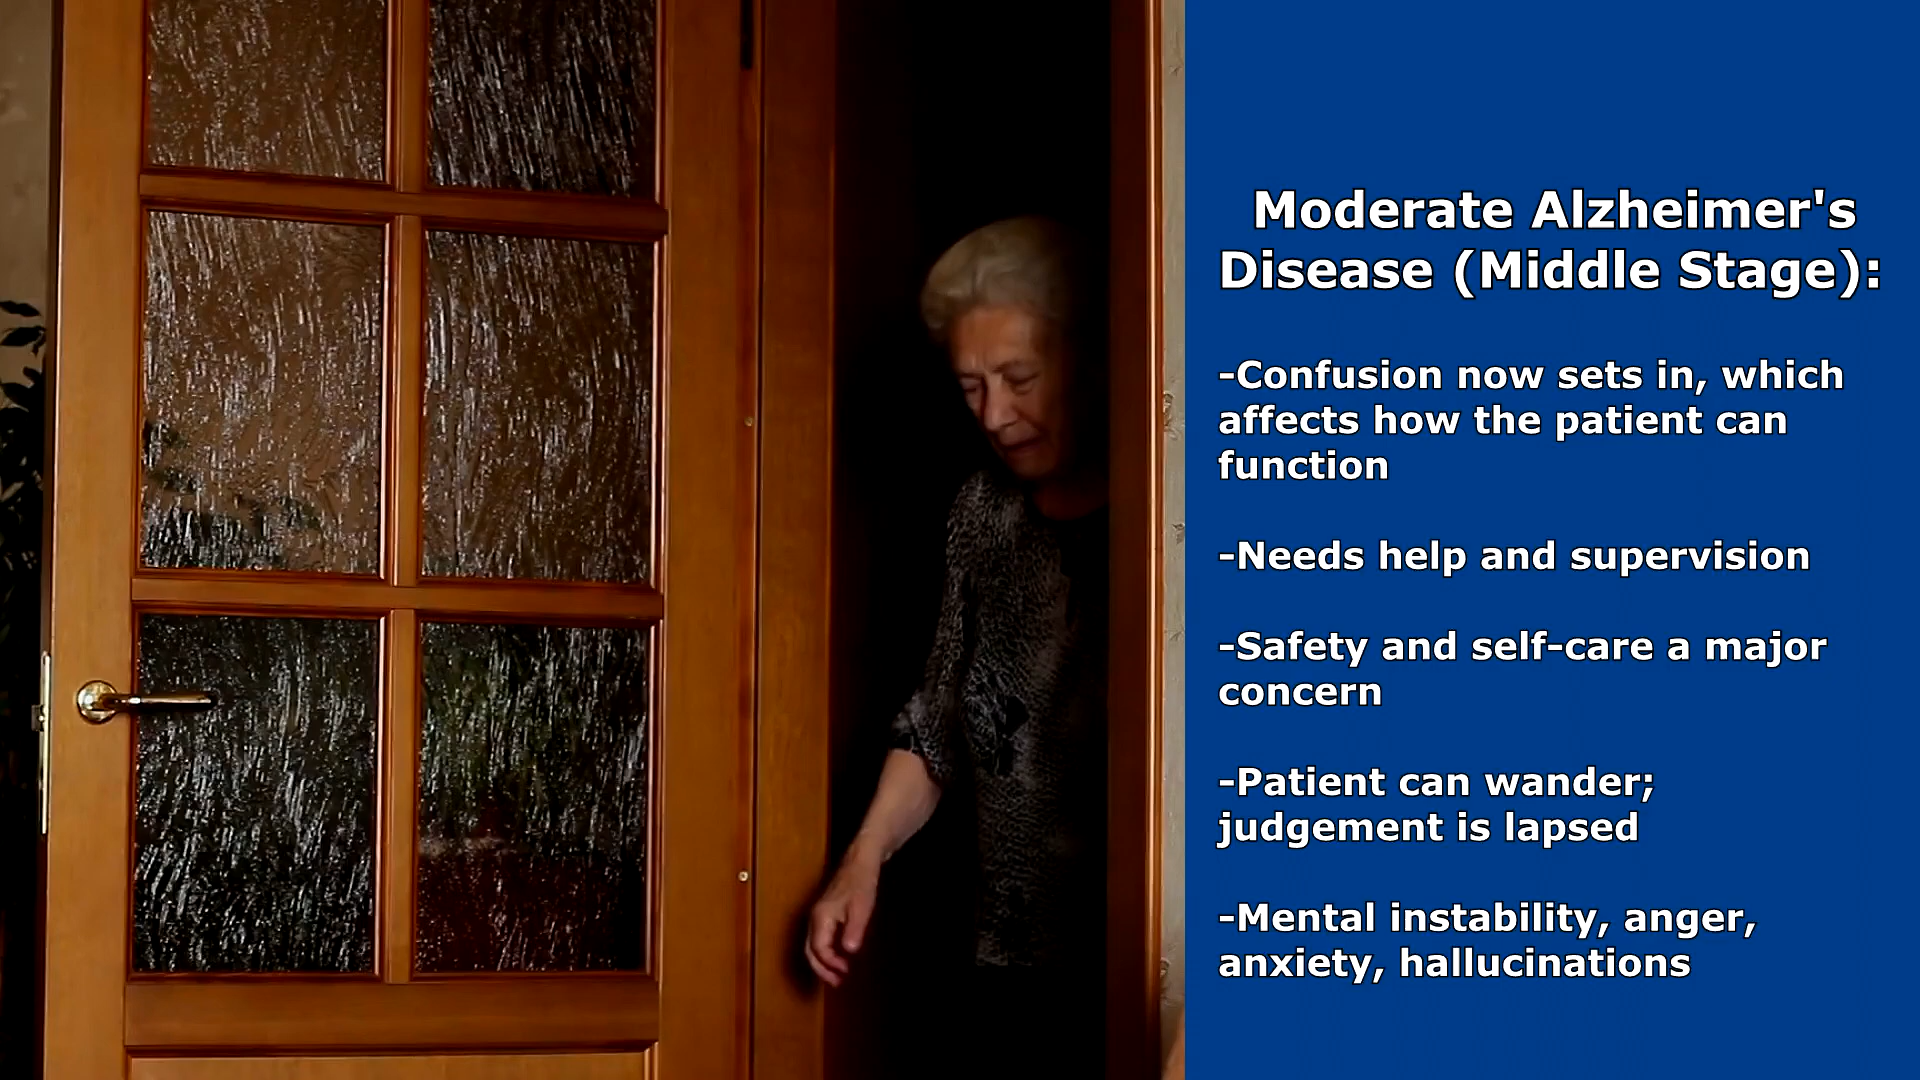 Moderate Alzheimer's
Disease (Middle Stage):
-Confusion now sets in, which
affects how the patient can
function
-Needs help and supervision
-Safety and self-care a major
concern
-Patient can wander;
judgement is lapsed
-Mental instability, anger,
anxiety, hallucinations